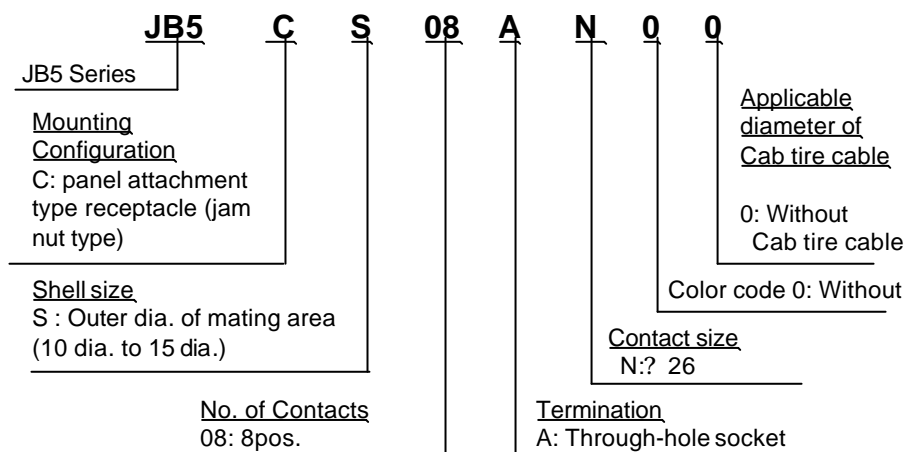 JB5 C S 08 A N 0 0
JB5 Series
Mounting
Configuration
C: panel attachment
type receptacle (jam
nut type)
Shell size
S : Outer dia. of mating area
(10 dia. to 15 dia.)
No. of Contacts
08: 8pos.
Applicable
diameter of
Cab tire cable
0: Without
Cab tire cable
Color code 0: Without
Contact size
N:? 26
Termination
A: Through-hole socket